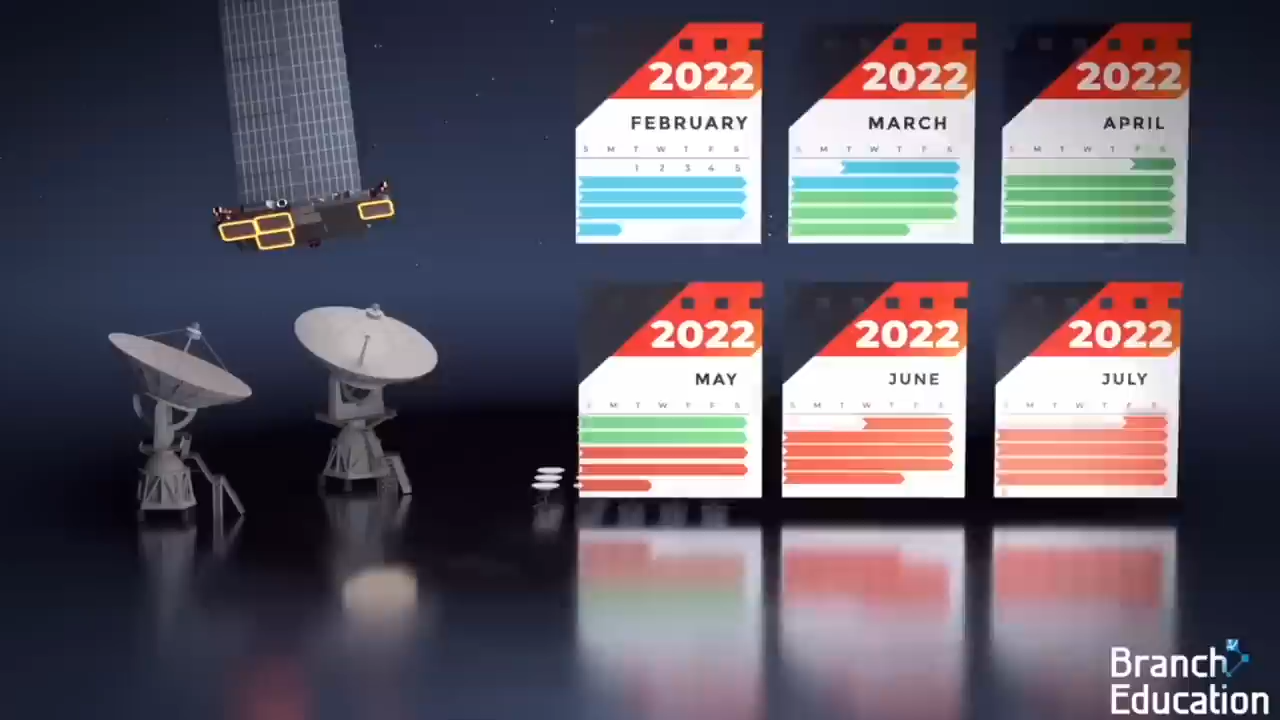 2022
FEBRUARY
S M T W T F S
1 2 3 4 5
2022
MARCH
S M T W T F S
2022
APRIL
S M T W T F S
2022
MAY
S M T W T F S
2022
JUNE
S M T W T F S
2022
JULY
S M T W T F S
Branch
Education